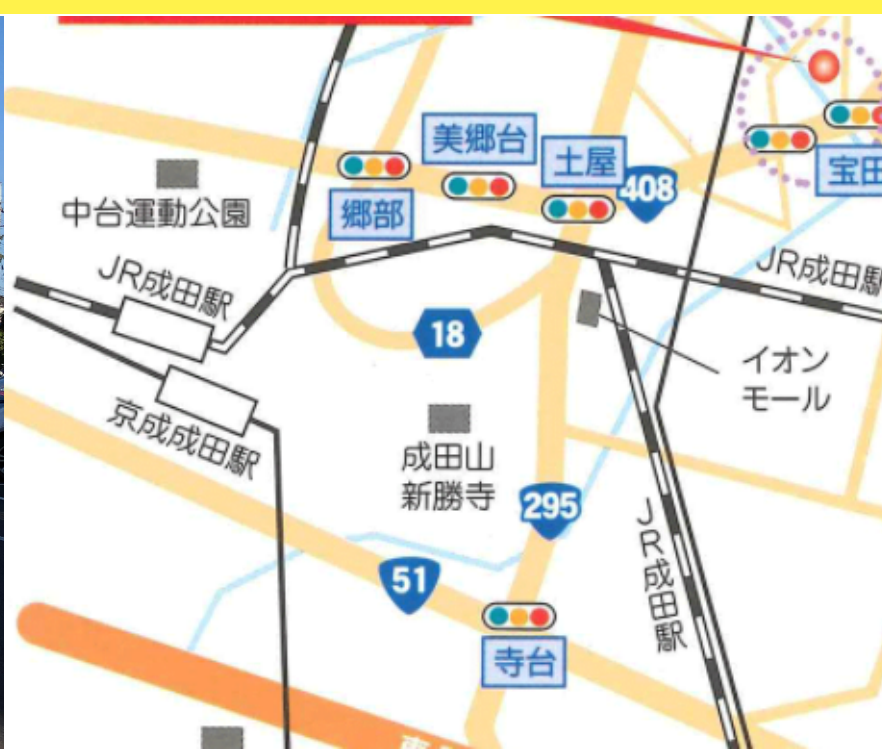 美郷台
土屋
408
宝田
中台運動公園
郷部
JR成田駅
JR成田駅
18
イオン
モール
京成成田駅
成田山
新勝寺
295
JR成田駅
51
寺台